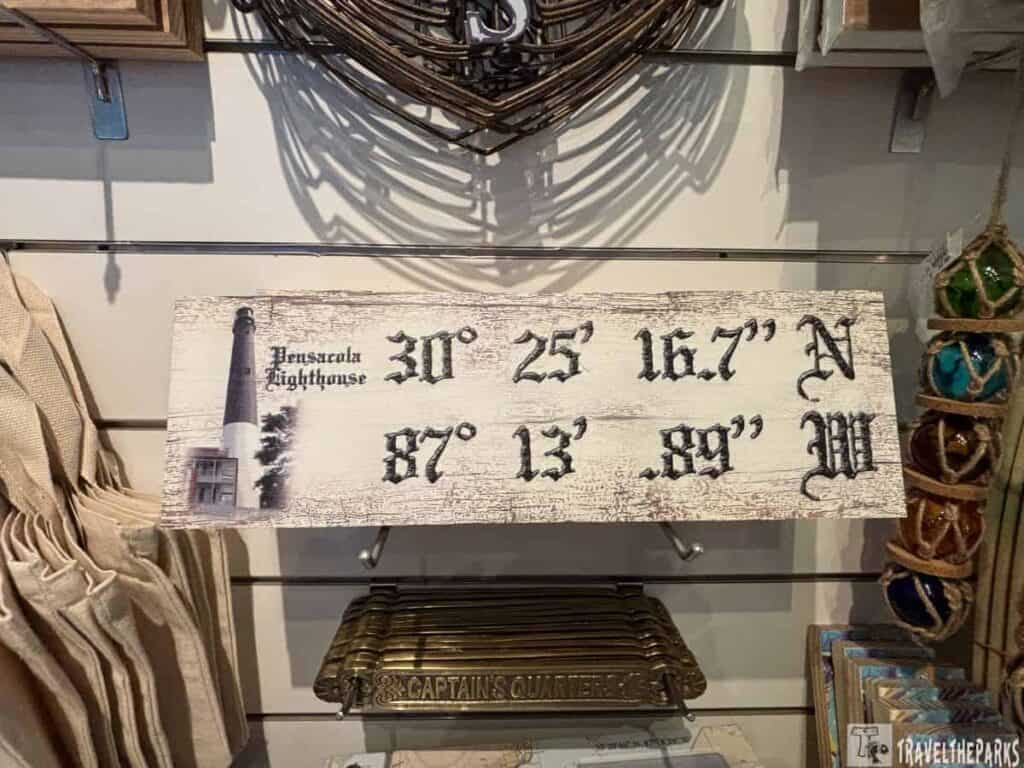 Pensacola
Lighthouse
30° 25’ 16.7” N
87° 13’ .89” W
CAPTAIN'S QUARTERS
TRAVELTHEPARKS